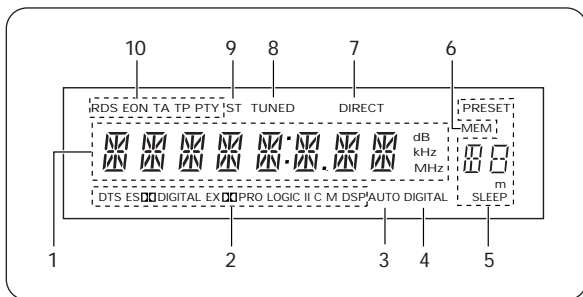 10 9 8 7 6
RDS EON TA TP PTY ST TUNED DIRECT PRESET
MEM
dB
kHz
MHz
m
DTS ES DIGITAL EX PRO LOGIC II C M DSP AUTO DIGITAL SLEEP
1 2 3 4 5